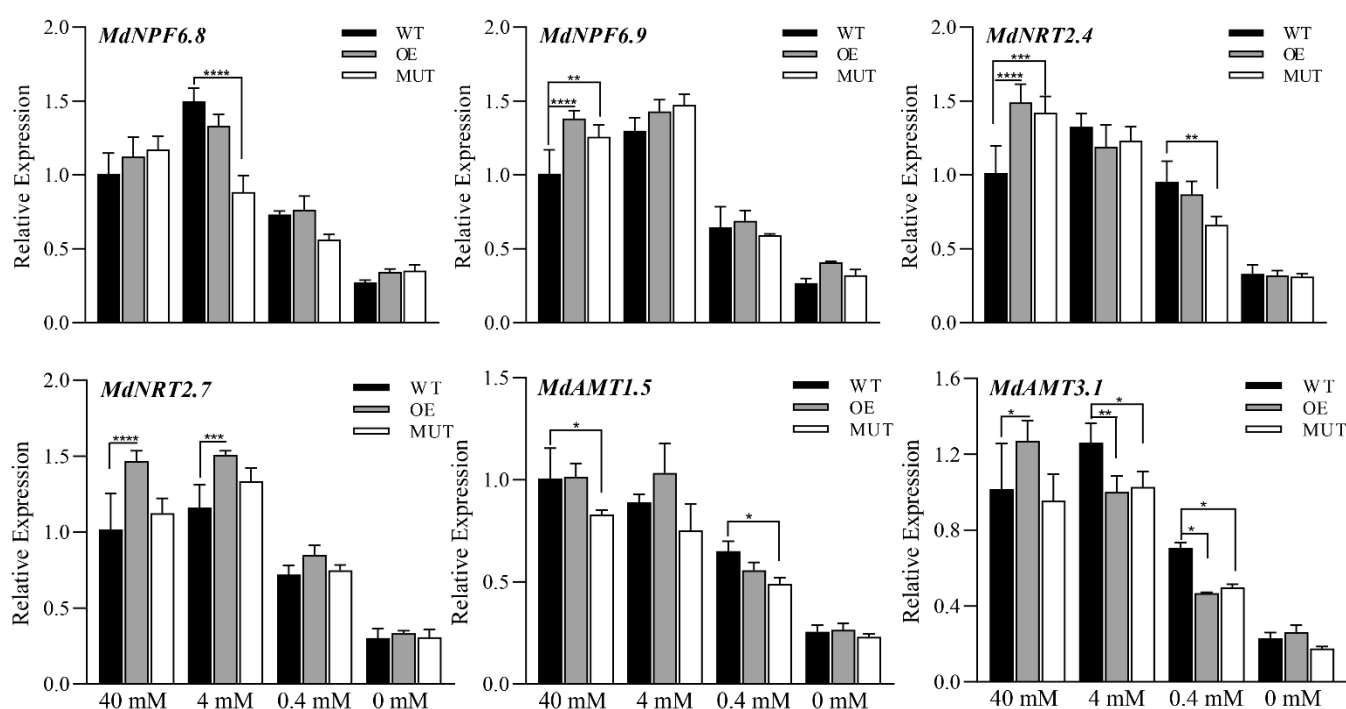 MdNPF6.8
WT
OE
MUT
****
Relative Expression
2.0
1.5
1.0
0.5
0.0
MdNPF6.9
WT
OE
MUT
**
****
Relative Expression
2.0
1.5
1.0
0.5
0.0
MdNRT2.4
WT
OE
MUT
***
****
**
Relative Expression
2.0
1.5
1.0
0.5
0.0
MdNRT2.7
WT
OE
MUT
****
***
Relative Expression
2.0
1.5
1.0
0.5
0.0
40 mM 4 mM 0.4 mM 0 mM
MdAMT1.5
WT
OE
MUT
*
*
Relative Expression
1.5
1.0
0.5
0.0
40 mM 4 mM 0.4 mM 0 mM
MdAMT3.1
WT
OE
MUT
*
*
**
*
*
Relative Expression
1.6
1.2
0.8
0.4
0.0
40 mM 4 mM 0.4 mM 0 mM